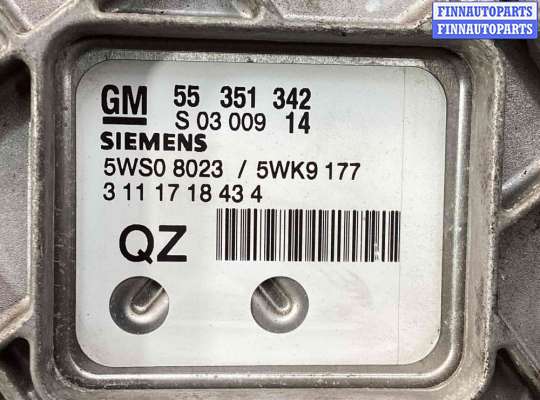 FINNAUTOPARTS
FINNAUTOPARTS
GM 55 351 342
S 03 009 14
SIEMENS
5WS0 8023 / 5WK9 177
3 11 17 18 43 4
QZ